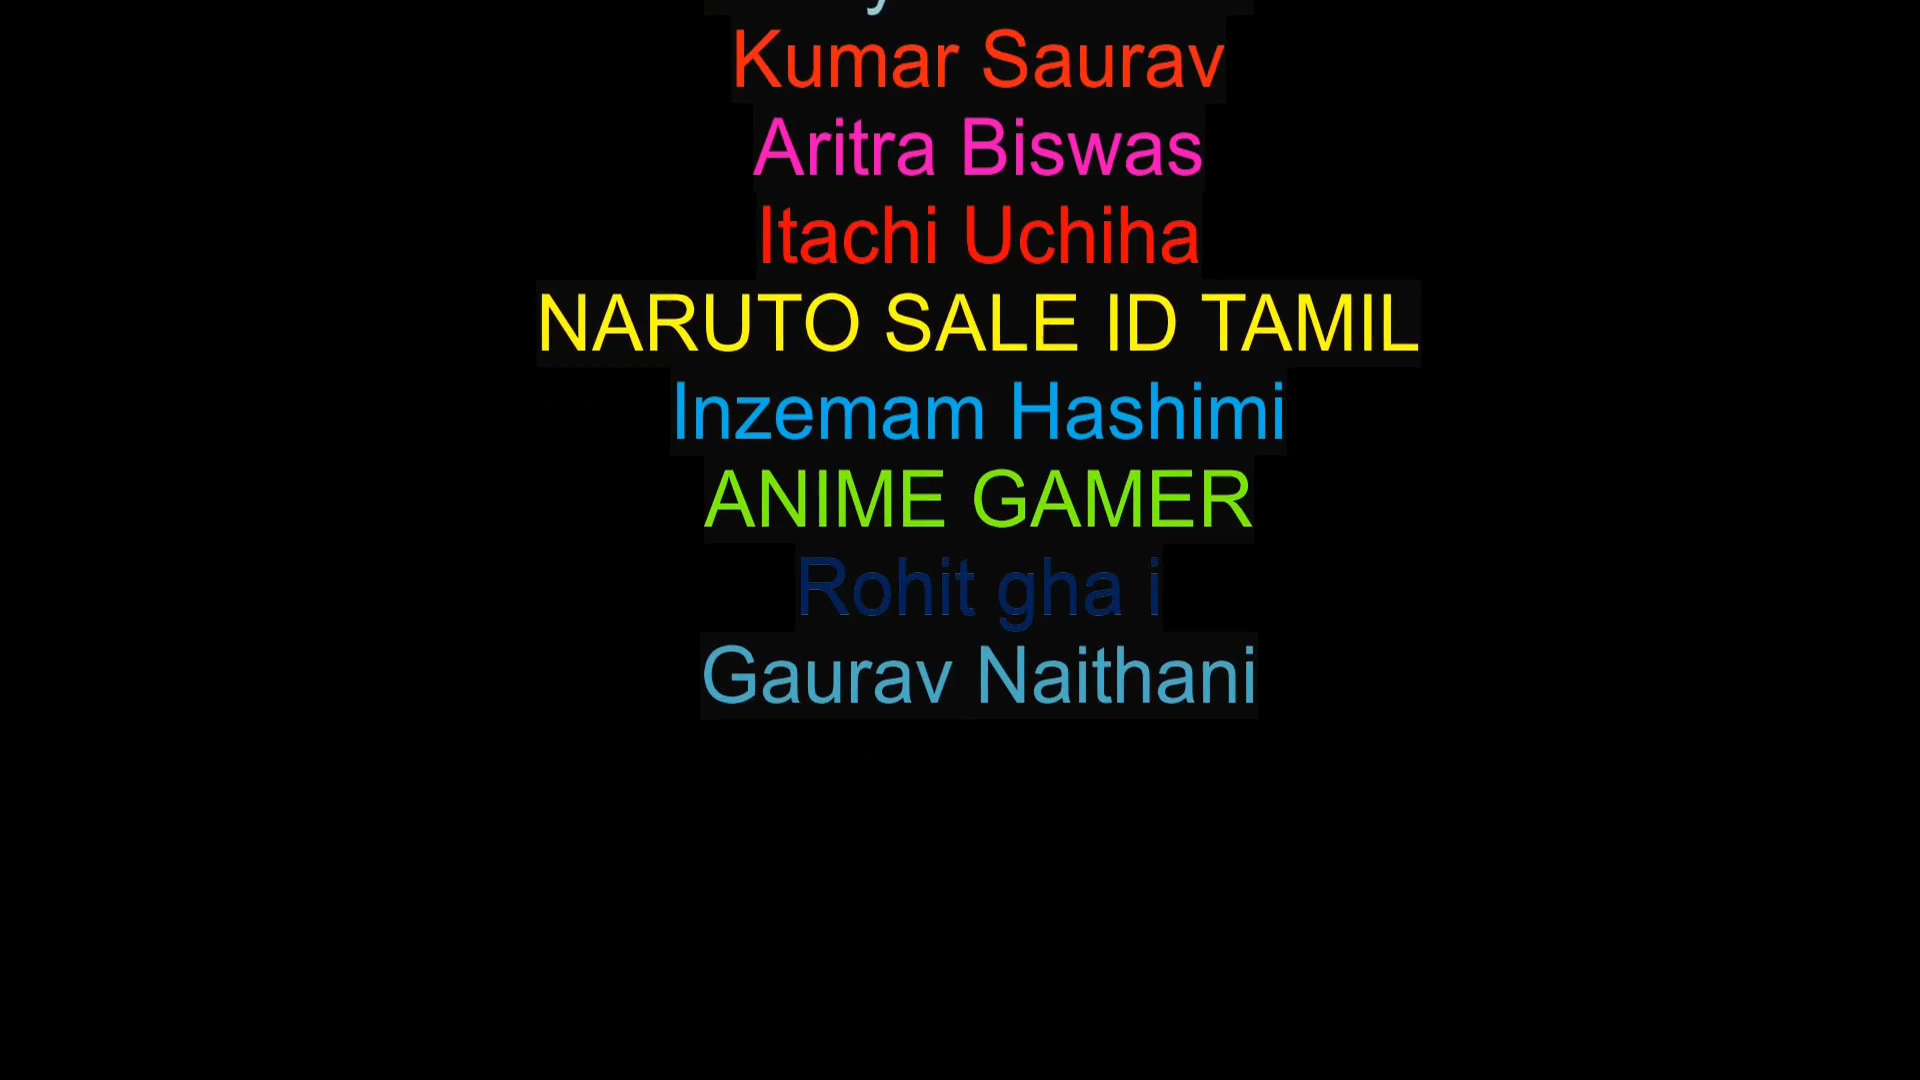 Kumar Saurav
Aritra Biswas
Itachi Uchiha
NARUTO SALE ID TAMIL
Inzemam Hashimi
ANIME GAMER
Rohit gha i
Gaurav Naithani